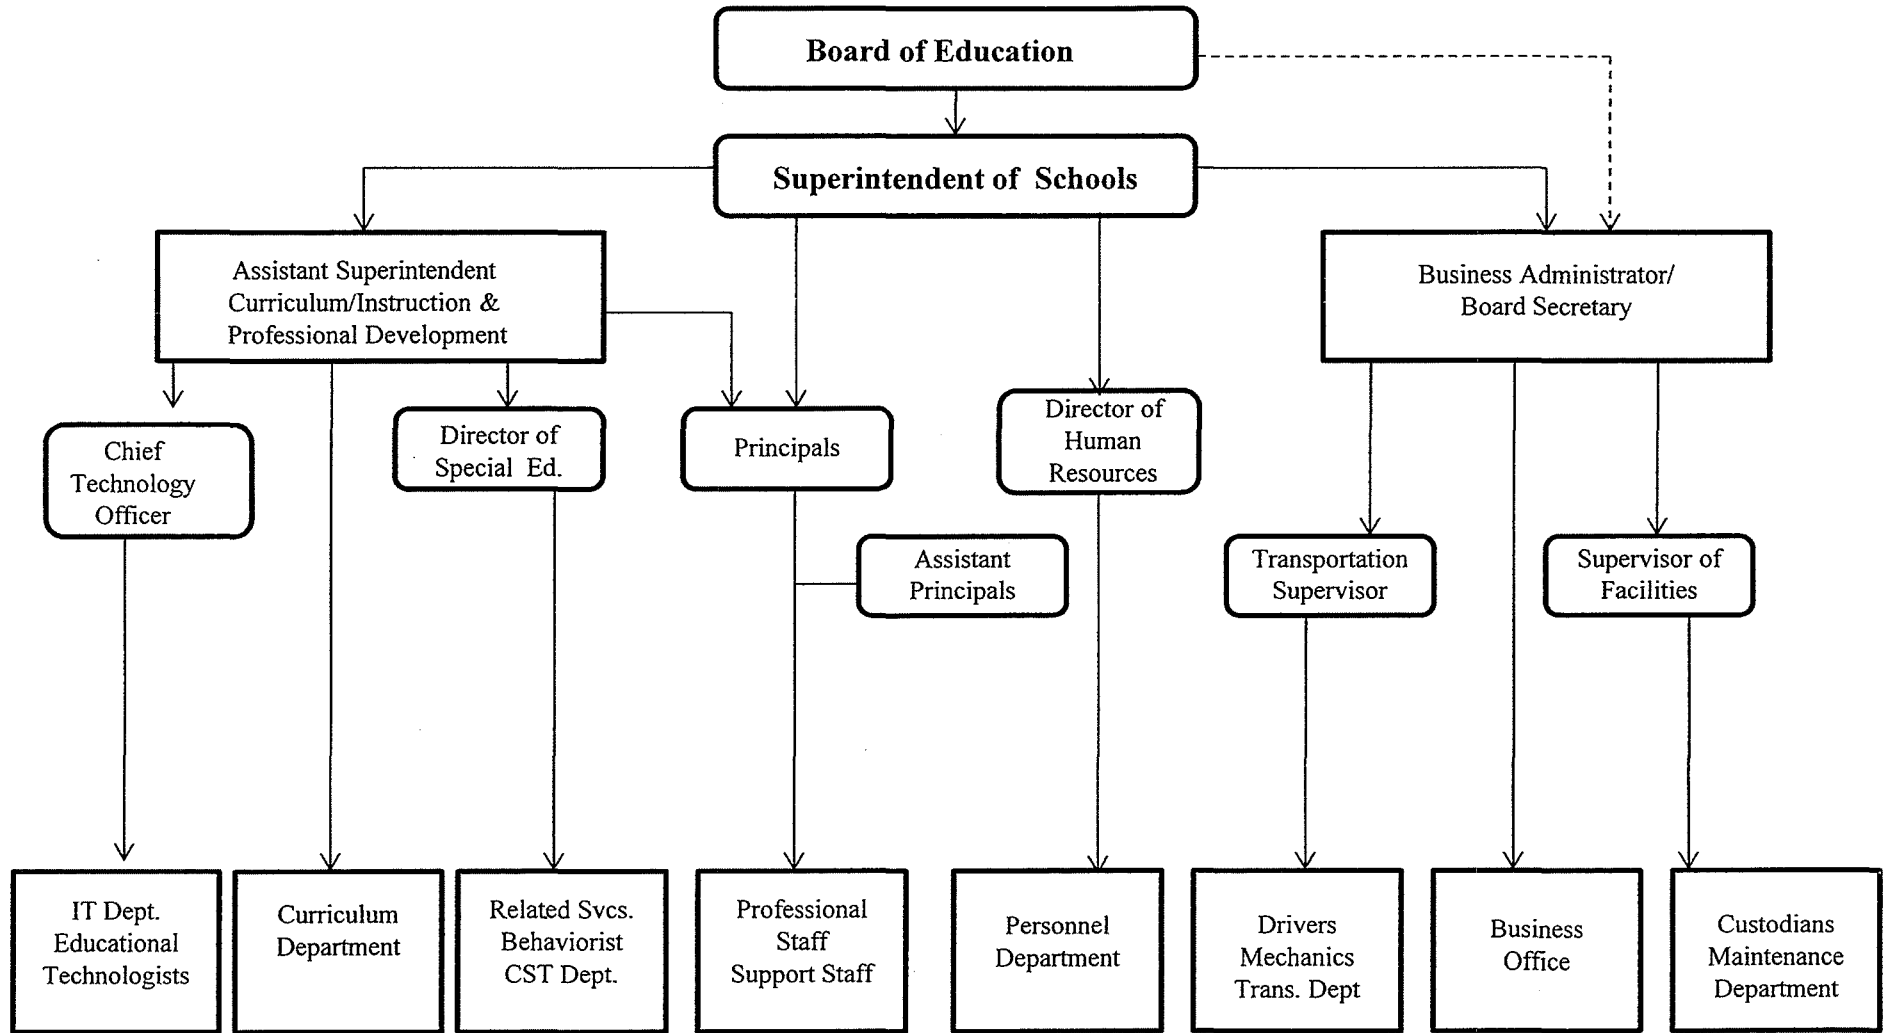 Board of Education
Superintendent of Schools
Assistant Superintendent
Curriculum/Instruction &
Professional Development
Business Administrator/
Board Secretary
Chief
Technology
Officer
Director of
Special Ed.
Principals
Director of
Human
Resources
Assistant
Principals
Transportation
Supervisor
Supervisor of
Facilities
IT Dept.
Educational
Technologists
Curriculum
Department
Related Svcs.
Behaviorist
CST Dept.
Professional
Staff
Support Staff
Personnel
Department
Drivers
Mechanics
Trans. Dept
Business
Office
Custodians
Maintenance
Department